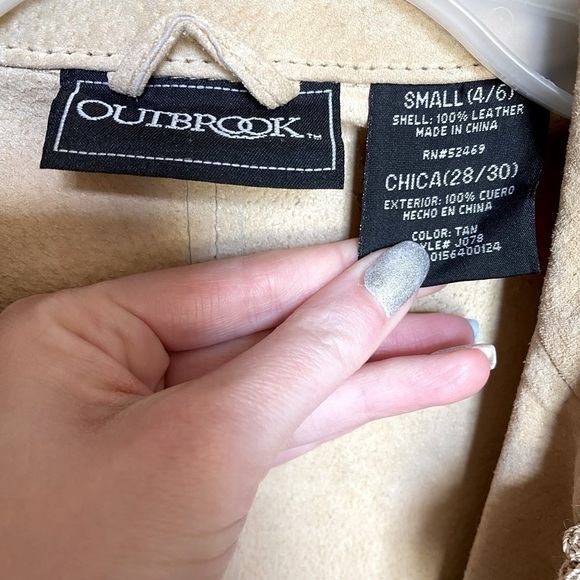 OUTBROOK™
SMALL(4/6)
SHELL: 100% LEATHER
MADE IN CHINA
RN#52469
CHICA(28/30)
EXTERIOR: 100% CUERO
HECHO EN CHINA
COLOR: TAN
J078
0156400124